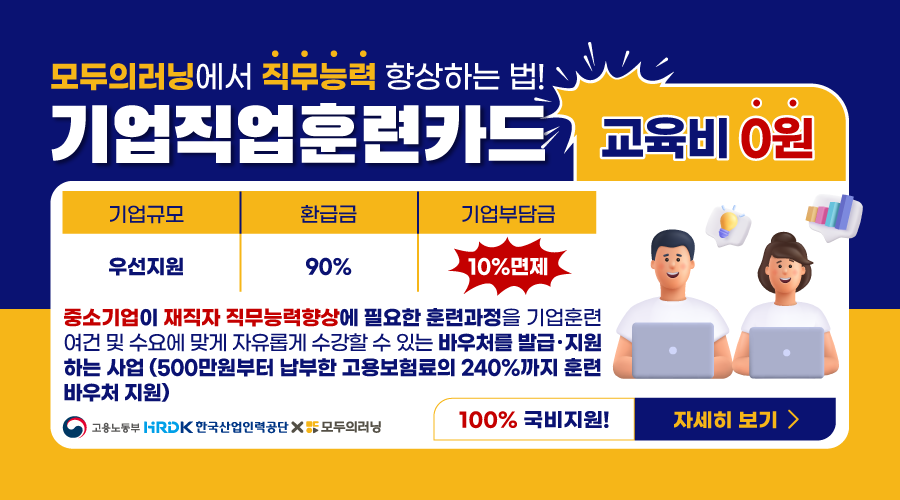 모두의러닝에서 직무능력 향상하는 법!
기업직업훈련카드
교육비 0원
기업규모 환급금 기업부담금
우선지원 90% 10%면제
중소기업이 재직자 직무능력향상에 필요한 훈련과정을 기업훈련
여건 및 수요에 맞게 자유롭게 수강할 수 있는 바우처를 발급·지원
하는 사업 (500만원부터 납부한 고용보험료의 240%까지 훈련
바우처 지원)
고용노동부 HRDK 한국산업인력공단 X 모두의러닝
100% 국비지원!
자세히 보기 >